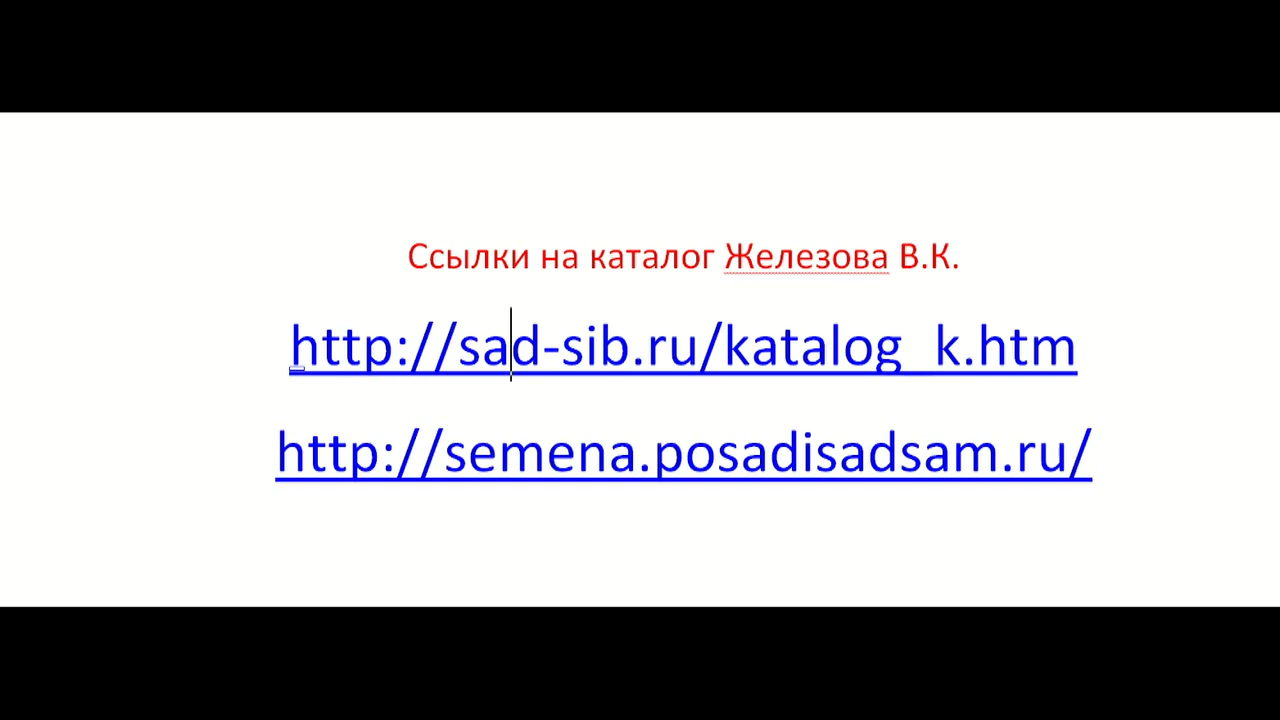 Ссылки на каталог Железова В.К.
http://sad-sib.ru/katalog_k.htm
http://semena.posadisadsam.ru/